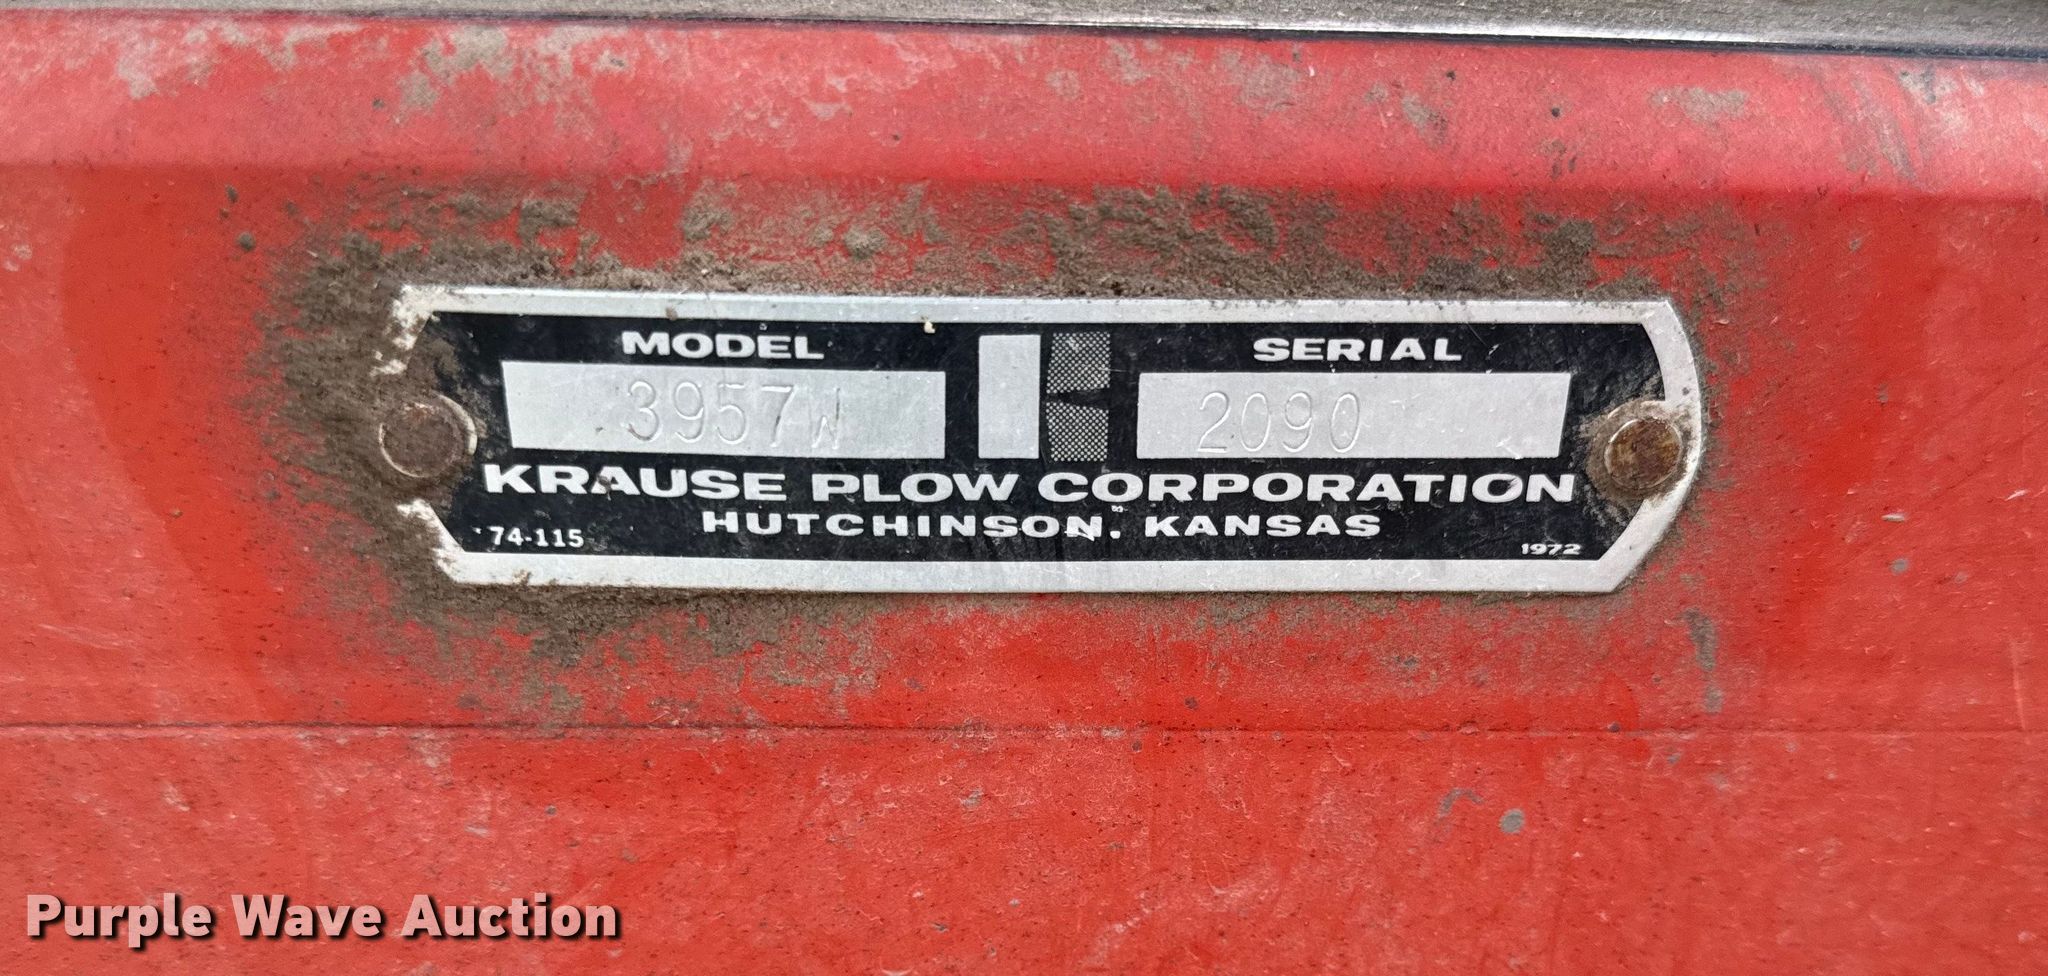 MODEL SERIAL
3957W 2090
KRAUSE PLOW CORPORATION
HUTCHINSON, KANSAS
74-115 1972
Purple Wave Auction